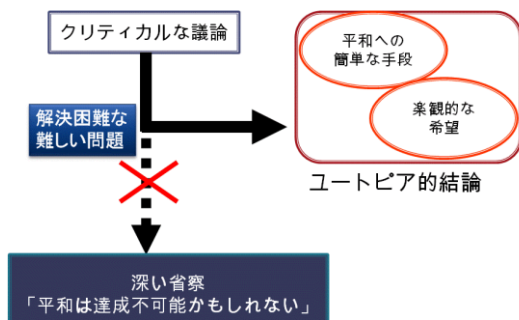 クリティカルな議論
平和への
簡単な手段
解決困難な
難しい問題
楽観的な
希望
ユートピア的結論
深い省察
「平和は達成不可能かもしれない」